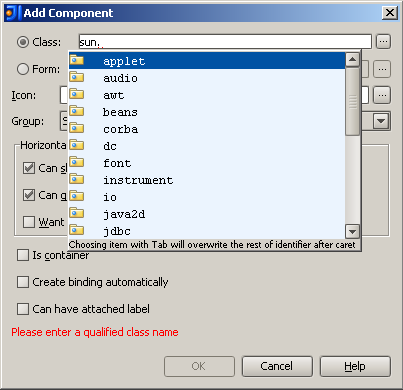 Add Component
Class: sun.
applet
Form:
audio
awt
Icon:
beans
corba
Group: S
dc
Horizonta
font
Can s
instrument
io
Can g
java2d
Want
jdbc
Choosing item with Tab will overwrite the rest of identifier after caret
Is container
Create binding automatically
Can have attached label
Please enter a qualified class name
OK Cancel Help